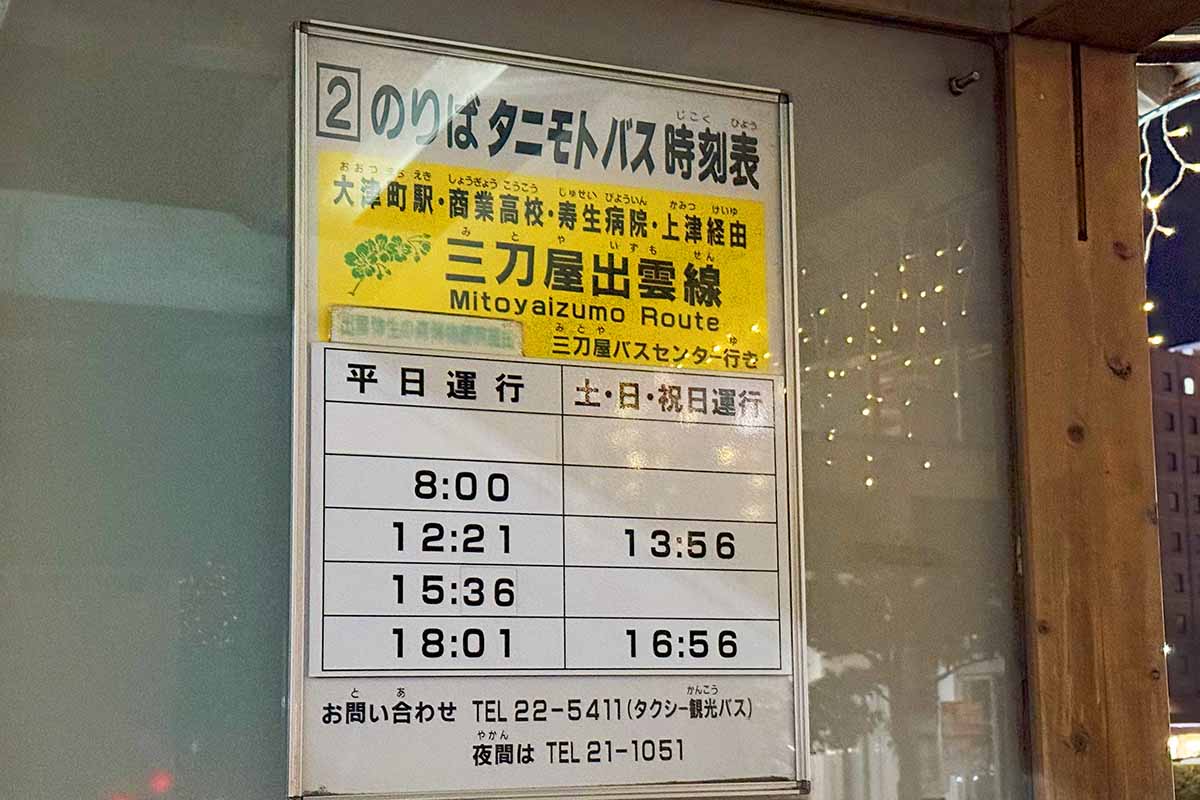 2 のりば タニモトバス 時刻表
じこく ひょう
おおつ まち えき しょうぎょう こうこう じゅせい びょういん かみつ けいゆ
大津町駅・商業高校・寿生病院・上津経由
みとや いずも せん
三刀屋出雲線
Mitoyaizumo Route
みとや ゆ
三刀屋バスセンター行き
平日運行 土・日・祝日運行
8:00
12:21 13:56
15:36
18:01 16:56
と あ かんこう
お問い合わせ TEL 22-5411(タクシー観光バス)
やかん
夜間は TEL 21-1051